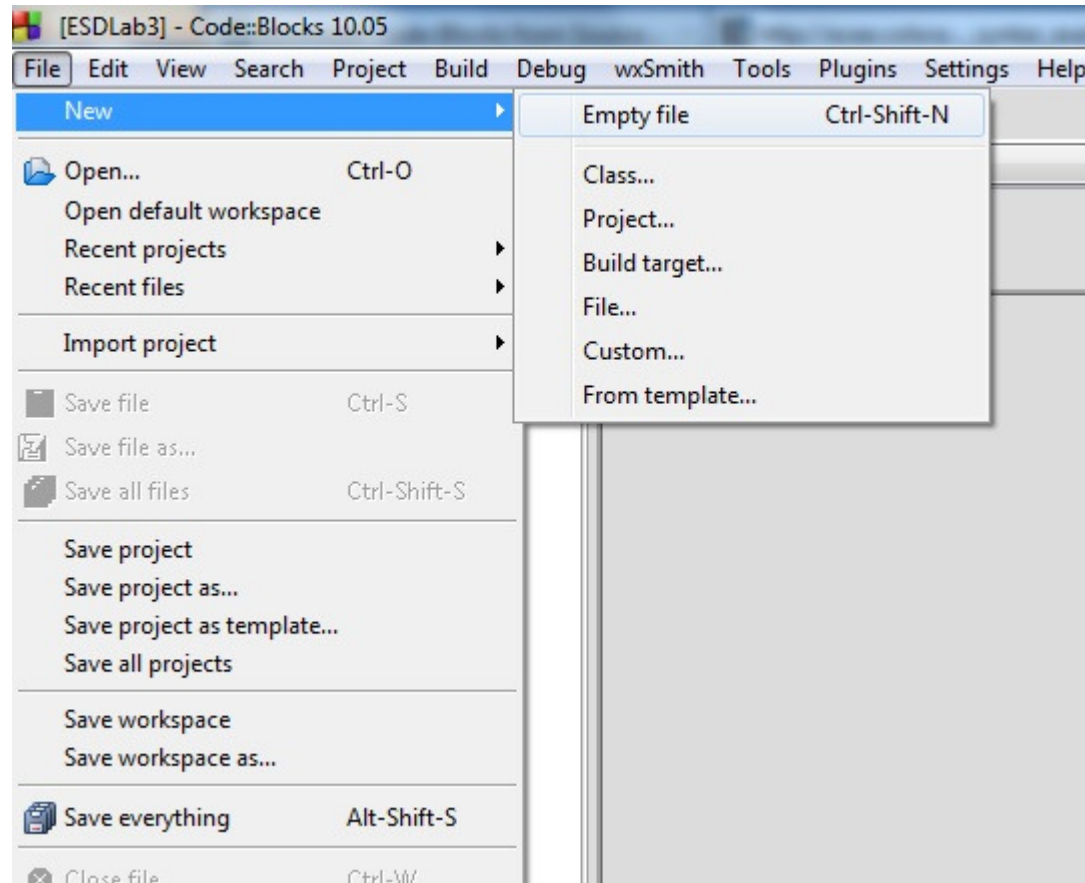 [ESDLab3] - Code::Blocks 10.05
File Edit View Search Project Build Debug wxSmith Tools Plugins Settings Help
New
Open... Ctrl-O
Open default workspace
Recent projects
Recent files
Import project
Save file Ctrl-S
Save file as...
Save all files Ctrl-Shift-S
Save project
Save project as...
Save project as template...
Save all projects
Save workspace
Save workspace as...
Save everything Alt-Shift-S
Close file Ctrl-W
Empty file Ctrl-Shift-N
Class...
Project...
Build target...
File...
Custom...
From template...